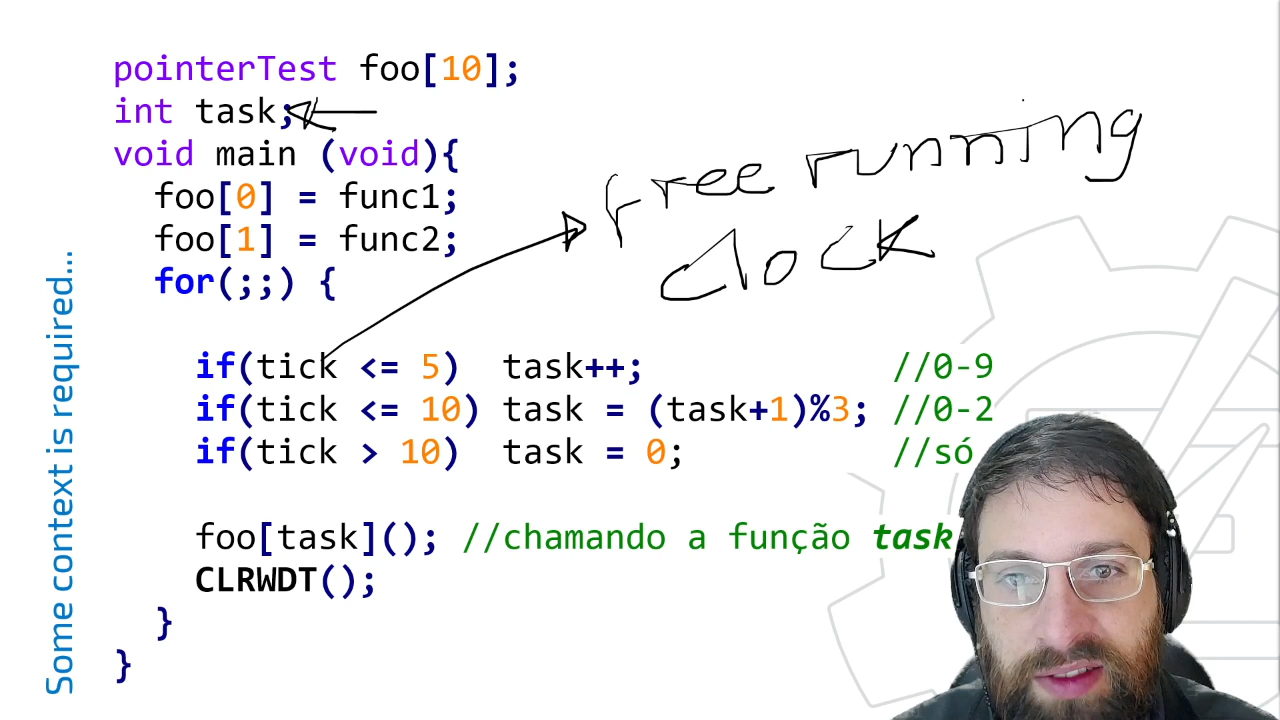 pointerTest foo[10];
int task;
void main (void){
foo[0] = func1;
foo[1] = func2;
for(;;) {
if(tick <= 5) task++; //0-9
if(tick <= 10) task = (task+1)%3; //0-2
if(tick > 10) task = 0; //só
foo[task](); //chamando a função task
CLRWDT();
}
}
free running
clock
Some context is required...